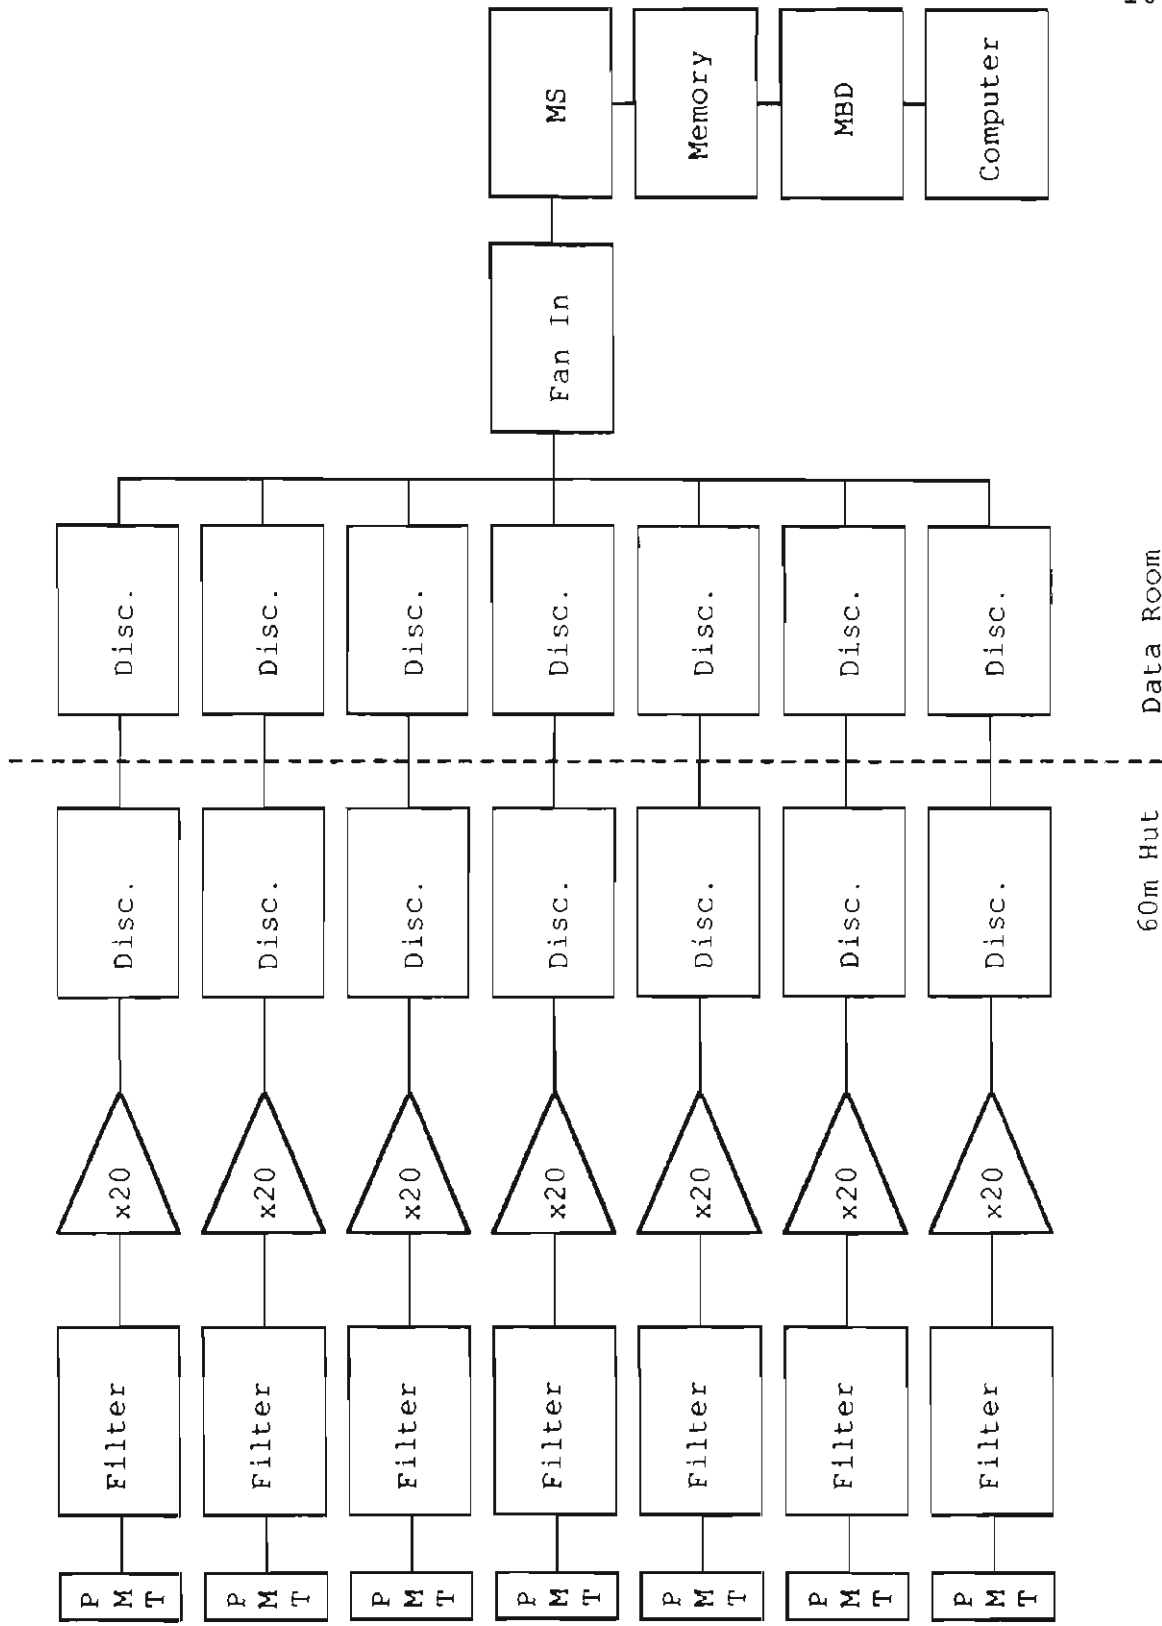 PMT
Filter
x20
Disc.
Disc.
PMT
Filter
x20
Disc.
Disc.
PMT
Filter
x20
Disc.
Disc.
PMT
Filter
x20
Disc.
Disc.
Fan In
MS
PMT
Filter
x20
Disc.
Disc.
Memory
PMT
Filter
x20
Disc.
Disc.
MBD
PMT
Filter
x20
Disc.
Disc.
Computer
60m Hut
Data Room